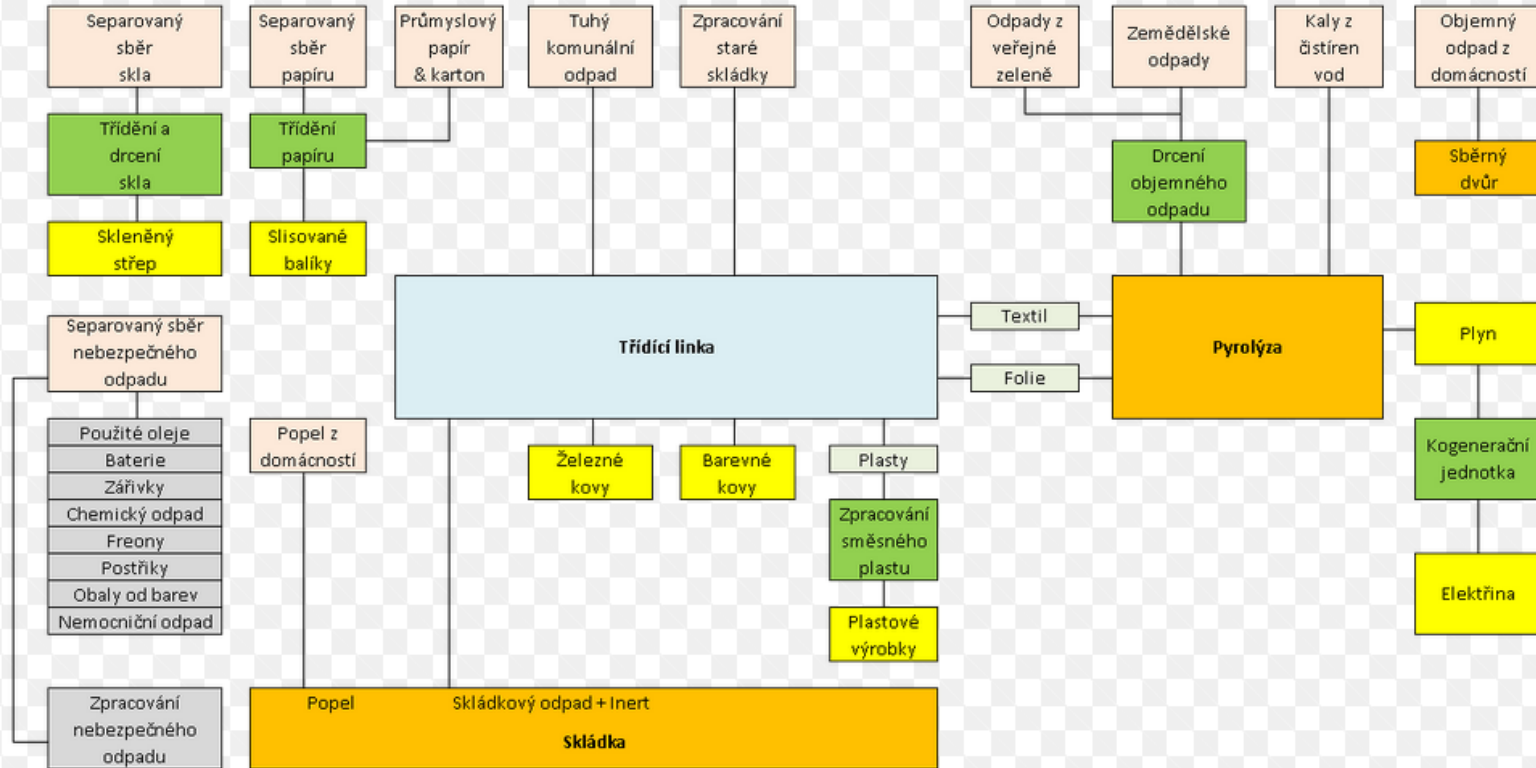 Separovaný
sběr
skla
Separovaný
sběr
papíru
Průmyslový
papír
& karton
Tuhý
komunální
odpad
Zpracování
staré
skládky
Odpady z
veřejné
zeleně
Zemědělské
odpady
Kaly z
čistíren
vod
Objemný
odpad z
domácností
Třídění a
drcení
skla
Třídění
papíru
Drcení
objemného
odpadu
Sběrný
dvůr
Skleněný
střep
Slisované
balíky
Separovaný sběr
nebezpečného
odpadu
Třídící linka
Textil
Folie
Pyrolýza
Plyn
Použité oleje
Baterie
Zářivky
Chemický odpad
Freony
Postřiky
Obaly od barev
Nemocniční odpad
Popel z
domácností
Železné
kovy
Barevné
kovy
Plasty
Zpracování
směsného
plastu
Plastové
výrobky
Kogenerační
jednotka
Elektřina
Zpracování
nebezpečného
odpadu
Popel
Skládkový odpad + Inert
Skládka